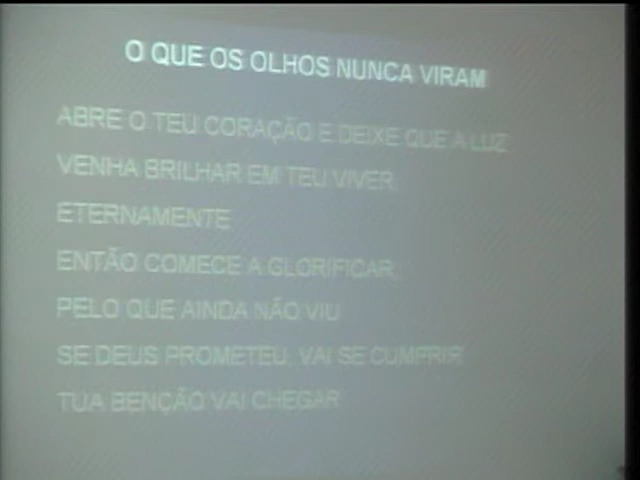 O QUE OS OLHOS NUNCA VIRAM
ABRE O TEU CORAÇÃO E DEIXE QUE A LUZ
VENHA BRILHAR EM TEU VIVER,
ETERNAMENTE
ENTÃO COMECE A GLORIFICAR,
PELO QUE AINDA NÃO VIU
SE DEUS PROMETEU, VAI SE CUMPRIR
TUA BENÇÃO VAI CHEGAR